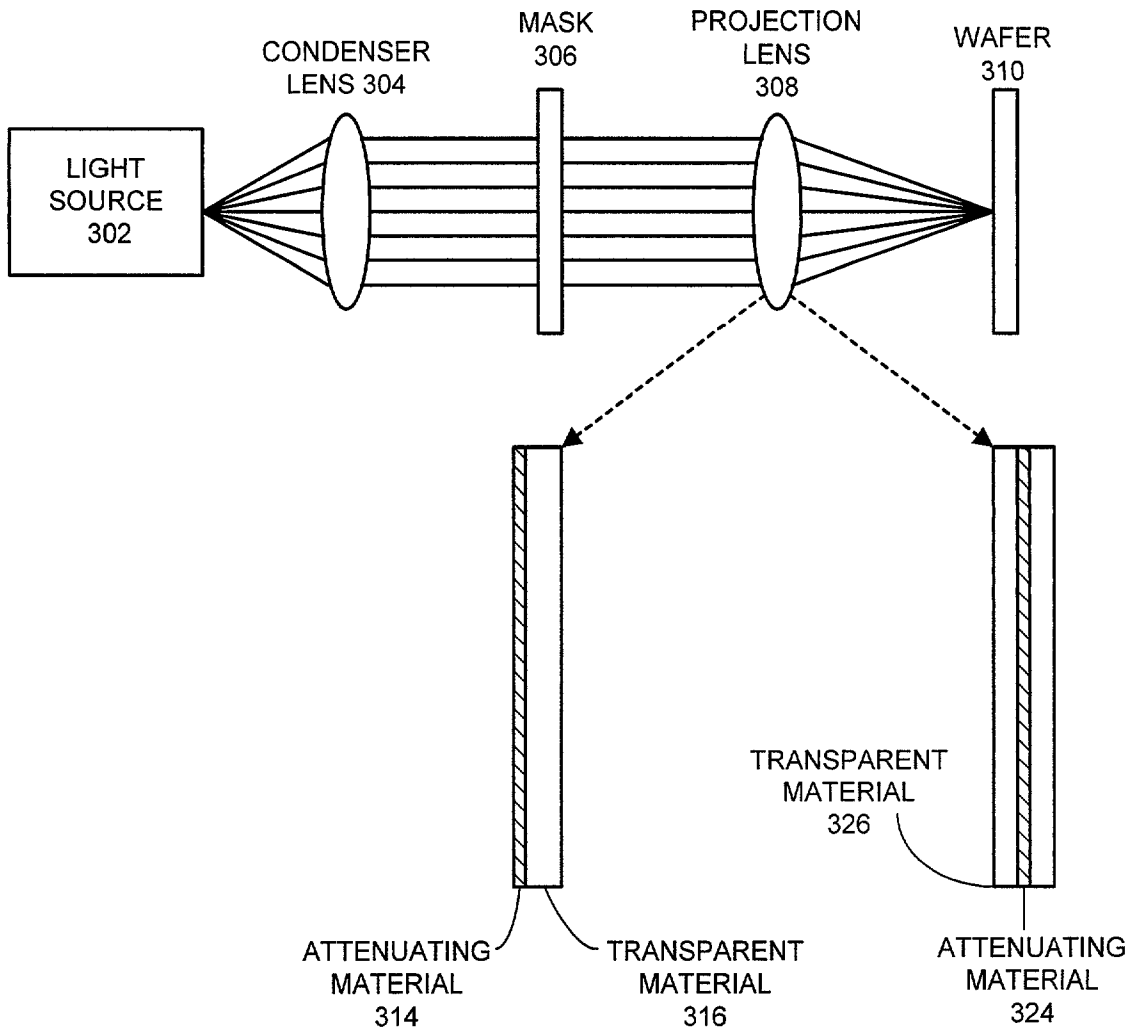 MASK
306
PROJECTION
LENS
308
WAFER
310
CONDENSER
LENS 304
LIGHT
SOURCE
302
TRANSPARENT
MATERIAL
326
ATTENUATING
MATERIAL
314
TRANSPARENT
MATERIAL
316
ATTENUATING
MATERIAL
324